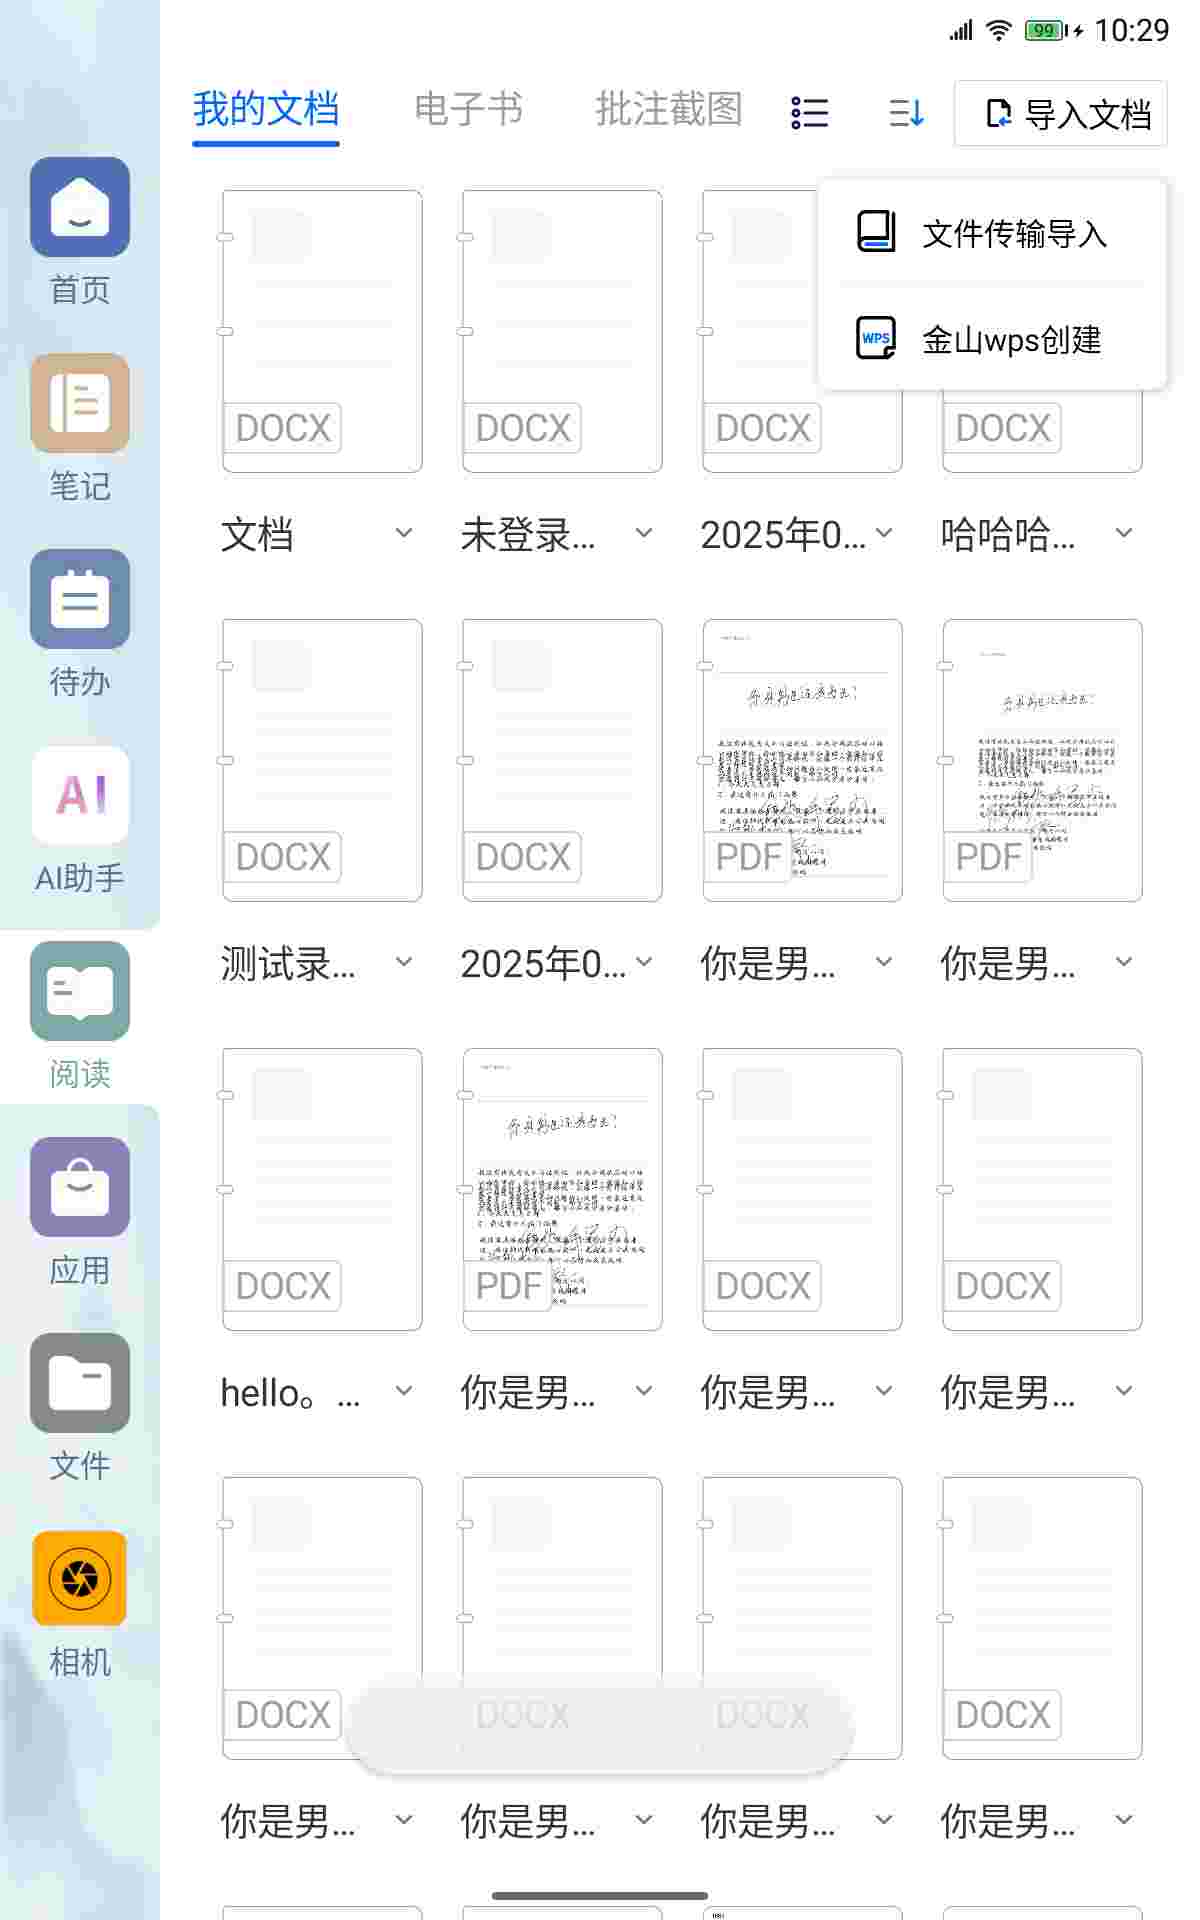 99 10:29
我的文档 电子书 批注截图 导入文档
文件传输导入
WPS 金山wps创建
首页
笔记
待办
AI
AI助手
阅读
应用
文件
相机
DOCX DOCX DOCX DOCX
文档 未登录... 2025年0... 哈哈哈...
DOCX DOCX PDF PDF
测试录... 2025年0... 你是男... 你是男...
DOCX PDF DOCX DOCX
hello。... 你是男... 你是男... 你是男...
DOCX DOCX DOCX DOCX
你是男... 你是男... 你是男... 你是男...